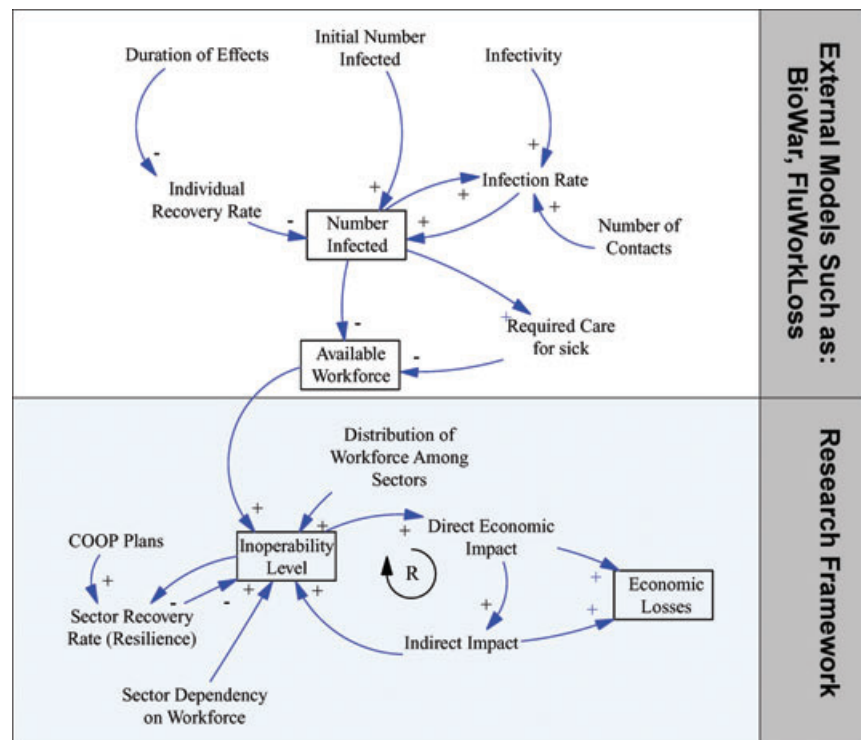 Duration of Effects
Initial Number
Infected
Infectivity
-
+
+
+
+
+
Individual
Recovery Rate
-
Number
Infected
Infection Rate
Number of
Contacts
-
+
Required Care
for sick
Available
Workforce
-
External Models Such as:
BioWar, FluWorkLoss
Distribution of
Workforce Among
Sectors
+
+
+
Direct Economic
Impact
COOP Plans
+
Inoperability
Level
R
+
+
Economic
Losses
-
-
+
+
+
Sector Recovery
Rate (Resilience)
Indirect Impact
Sector Dependency
on Workforce
Research Framework